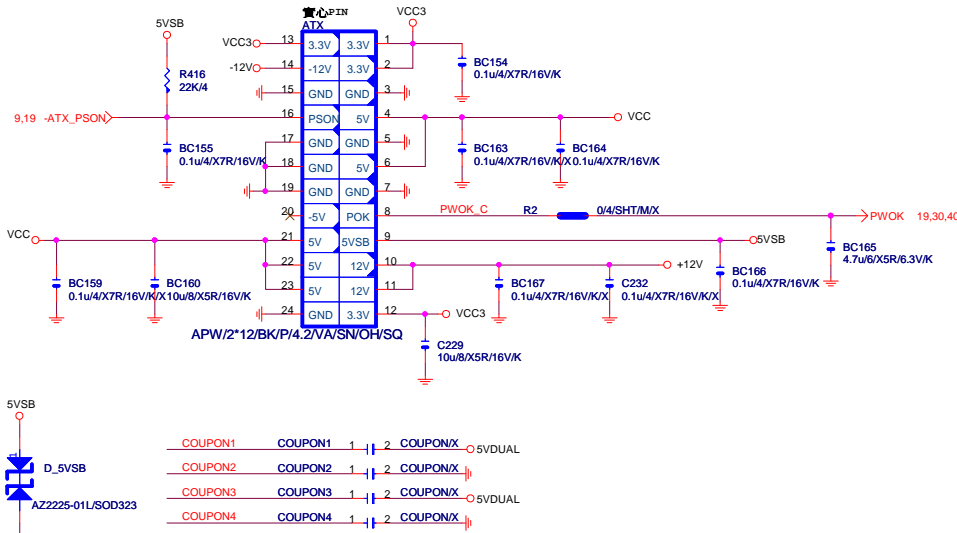 實心PIN
ATX
5VSB
VCC3
VCC3 13 3.3V 3.3V 1
-12V 14 -12V 3.3V 2
BC154
0.1u/4/X7R/16V/K
R416
22K/4
15 GND GND 3
9,19 -ATX_PSON 16 PSON 5V 4 VCC
17 GND GND 5
BC155
0.1u/4/X7R/16V/K
BC163
0.1u/4/X7R/16V/K/X
BC164
0.1u/4/X7R/16V/K
18 GND 5V 6
19 GND GND 7
20 -5V POK 8 PWOK_C R2 0/4/SHT/M/X PWOK 19,30,40
VCC 21 5V 5VSB 9 5VSB
BC165
4.7u/6/X5R/6.3V/K
22 5V 12V 10 +12V
BC159
0.1u/4/X7R/16V/K/X
BC160
10u/8/X5R/16V/K
BC167
0.1u/4/X7R/16V/K/X
C232
0.1u/4/X7R/16V/K/X
BC166
0.1u/4/X7R/16V/K
23 5V 12V 11
24 GND 3.3V 12 VCC3
APW/2*12/BK/P/4.2/VA/SN/OH/SQ
C229
10u/8/X5R/16V/K
5VSB
D_5VSB
AZ2225-01L/SOD323
1
COUPON1 COUPON1 1 2 COUPON/X 5VDUAL
COUPON2 COUPON2 1 2 COUPON/X
COUPON3 COUPON3 1 2 COUPON/X 5VDUAL
COUPON4 COUPON4 1 2 COUPON/X